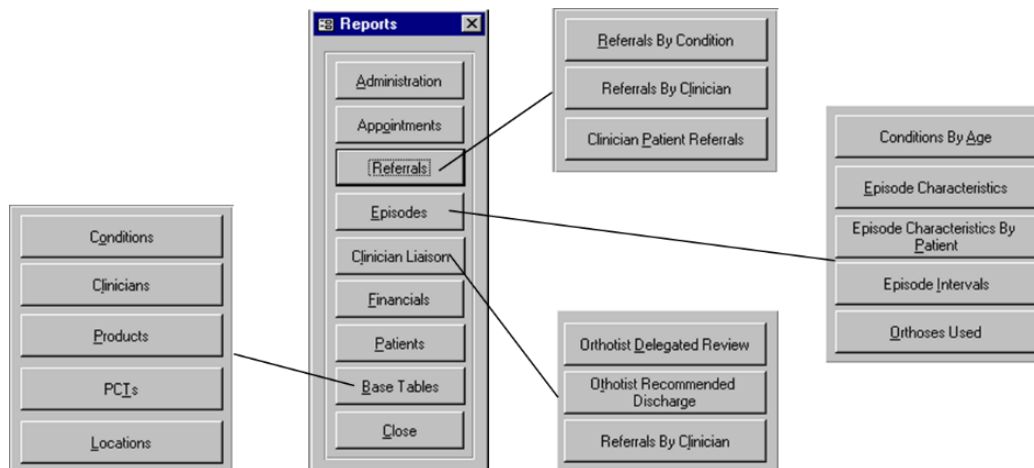 Reports
Administration
Appointments
Referrals
Episodes
Clinician Liaison
Financials
Patients
Base Tables
Close
Referrals By Condition
Referrals By Clinician
Clinician Patient Referrals
Conditions By Age
Episode Characteristics
Episode Characteristics By
Patient
Episode Intervals
Orthoses Used
Conditions
Clinicians
Products
PCTs
Locations
Orthotist Delegated Review
Othotist Recommended
Discharge
Referrals By Clinician